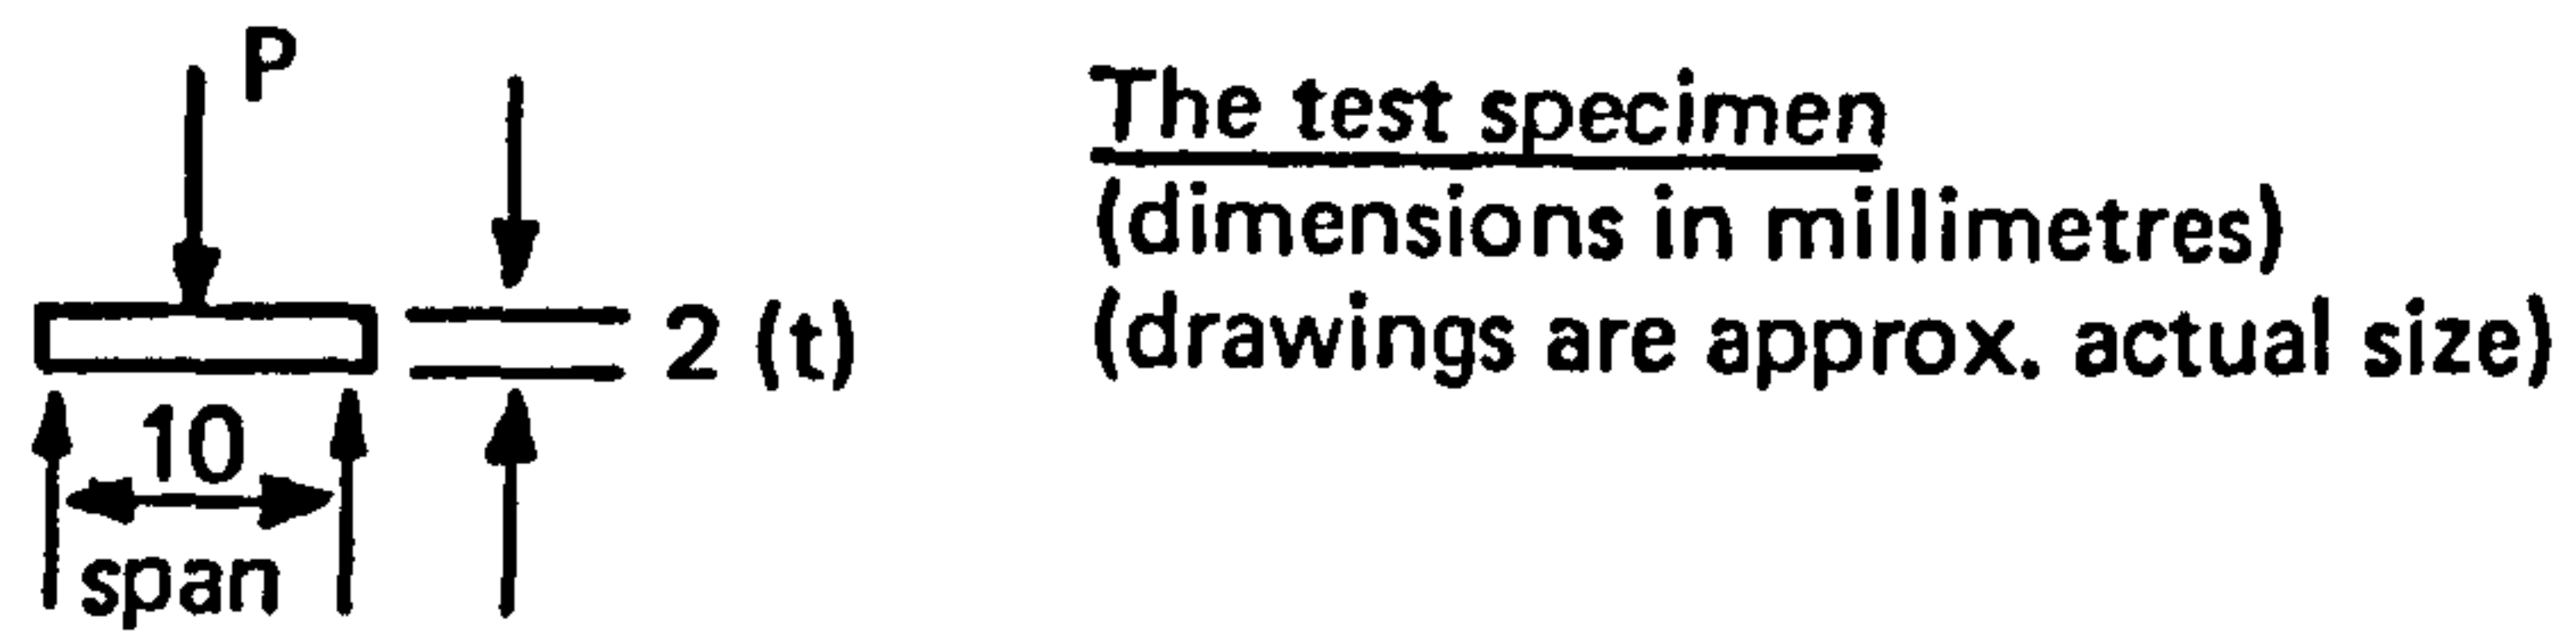 P
The test specimen
(dimensions in millimetres)
2 (t)
(drawings are approx. actual size)
10
span